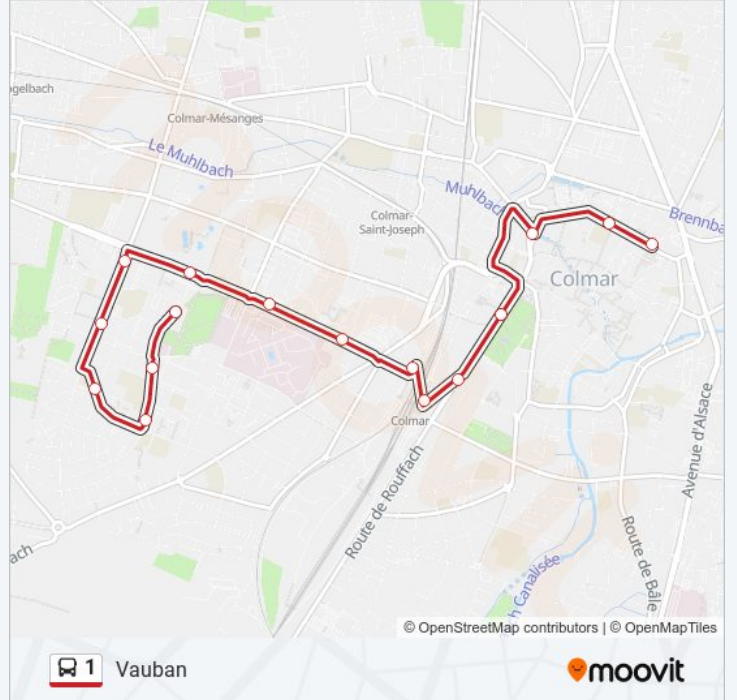 gelbach
Colmar-Mésanges
Le Muhlbach
Muhlbach
Colmar-
Saint-Joseph
Brennba
Colmar
Colmar
Avenue d'Alsace
Route de Rouffach
Route de Bâle
ach
h Canalisée
© OpenStreetMap contributors | © OpenMapTiles
1 Vauban
moovit